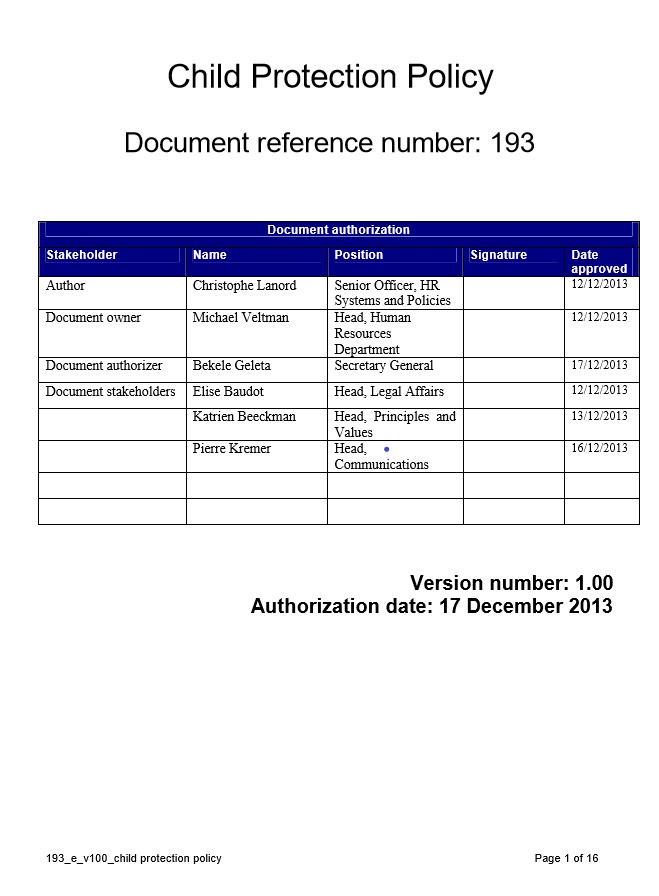 Child Protection Policy
Document reference number: 193
Document authorization
Stakeholder Name Position Signature Date approved
Author Christophe Lanord Senior Officer, HR Systems and Policies 12/12/2013
Document owner Michael Veltman Head, Human Resources Department 12/12/2013
Document authorizer Bekele Geleta Secretary General 17/12/2013
Document stakeholders Elise Baudot Head, Legal Affairs 12/12/2013
Katrien Beeckman Head, Principles and Values 13/12/2013
Pierre Kremer Head, Communications 16/12/2013
Version number: 1.00
Authorization date: 17 December 2013
193_e_v100_child protection policy Page 1 of 16